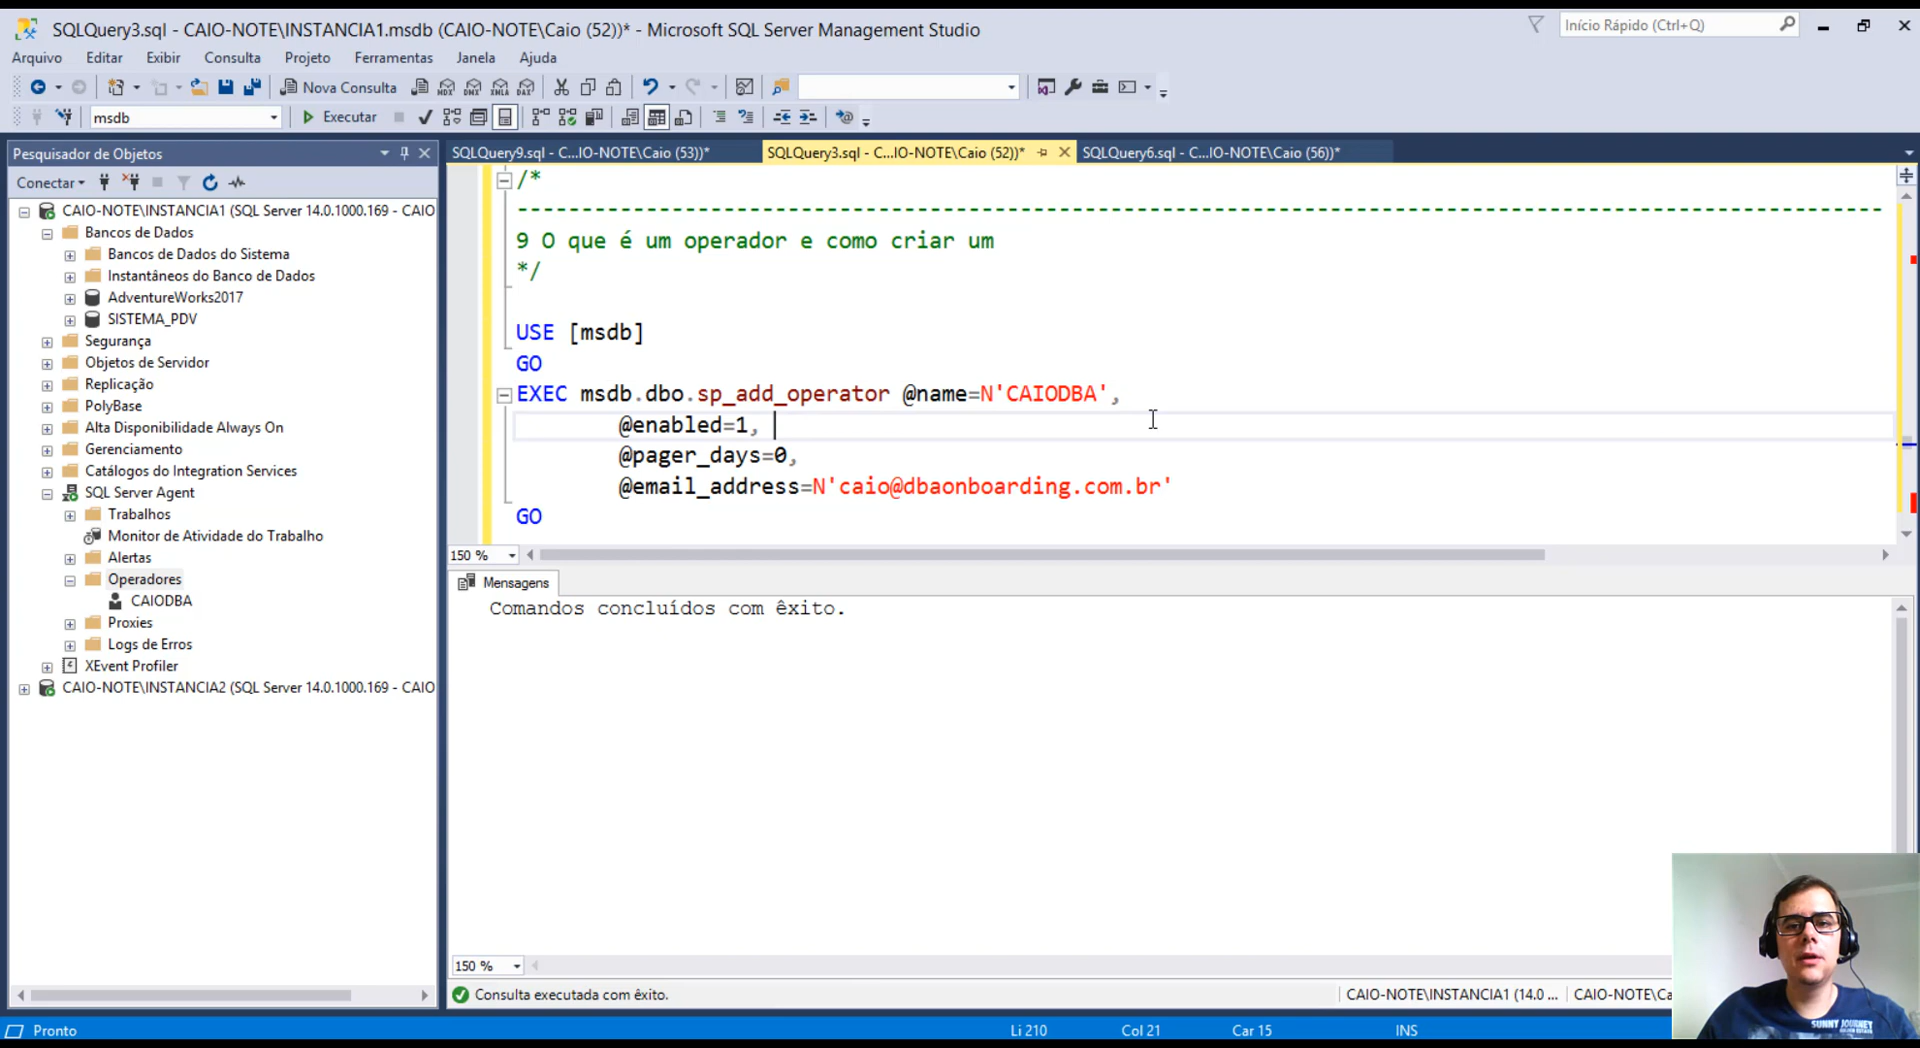 SQLQuery3.sql - CAIO-NOTE\INSTANCIA1.msdb (CAIO-NOTE\Caio (52))* - Microsoft SQL Server Management Studio
Início Rápido (Ctrl+Q)
Arquivo Editar Exibir Consulta Projeto Ferramentas Janela Ajuda
Nova Consulta
msdb
Executar
Pesquisador de Objetos
SQLQuery9.sql - C...IO-NOTE\Caio (53))*
SQLQuery3.sql - C...IO-NOTE\Caio (52))*
SQLQuery6.sql - C...IO-NOTE\Caio (56))*
Conectar
CAIO-NOTE\INSTANCIA1 (SQL Server 14.0.1000.169 - CAIO
Bancos de Dados
Bancos de Dados do Sistema
Instantâneos do Banco de Dados
AdventureWorks2017
SISTEMA_PDV
Segurança
Objetos de Servidor
Replicação
PolyBase
Alta Disponibilidade Always On
Gerenciamento
Catálogos do Integration Services
SQL Server Agent
Trabalhos
Monitor de Atividade do Trabalho
Alertas
Operadores
CAIODBA
Proxies
Logs de Erros
XEvent Profiler
CAIO-NOTE\INSTANCIA2 (SQL Server 14.0.1000.169 - CAIO
/*
9 O que é um operador e como criar um
*/
USE [msdb]
GO
EXEC msdb.dbo.sp_add_operator @name=N'CAIODBA',
@enabled=1,
@pager_days=0,
@email_address=N'caio@dbaonboarding.com.br'
GO
150 %
Mensagens
Comandos concluídos com êxito.
150 %
Consulta executada com êxito.
CAIO-NOTE\INSTANCIA1 (14.0 ...
CAIO-NOTE\Ca
Pronto
Li 210
Col 21
Car 15
INS
SUNNY JOURNEY